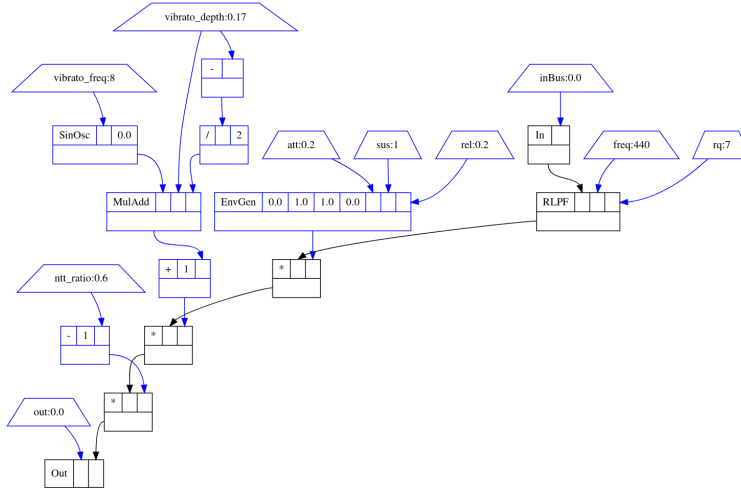 vibrato_depth:0.17
vibrato_freq:8
-
inBus:0.0
SinOsc 0.0
/ 2
att:0.2
sus:1
rel:0.2
In
freq:440
rq:7
MulAdd
EnvGen 0.0 1.0 1.0 0.0
RLPF
+ 1
*
ntt_ratio:0.6
- 1
*
*
out:0.0
Out